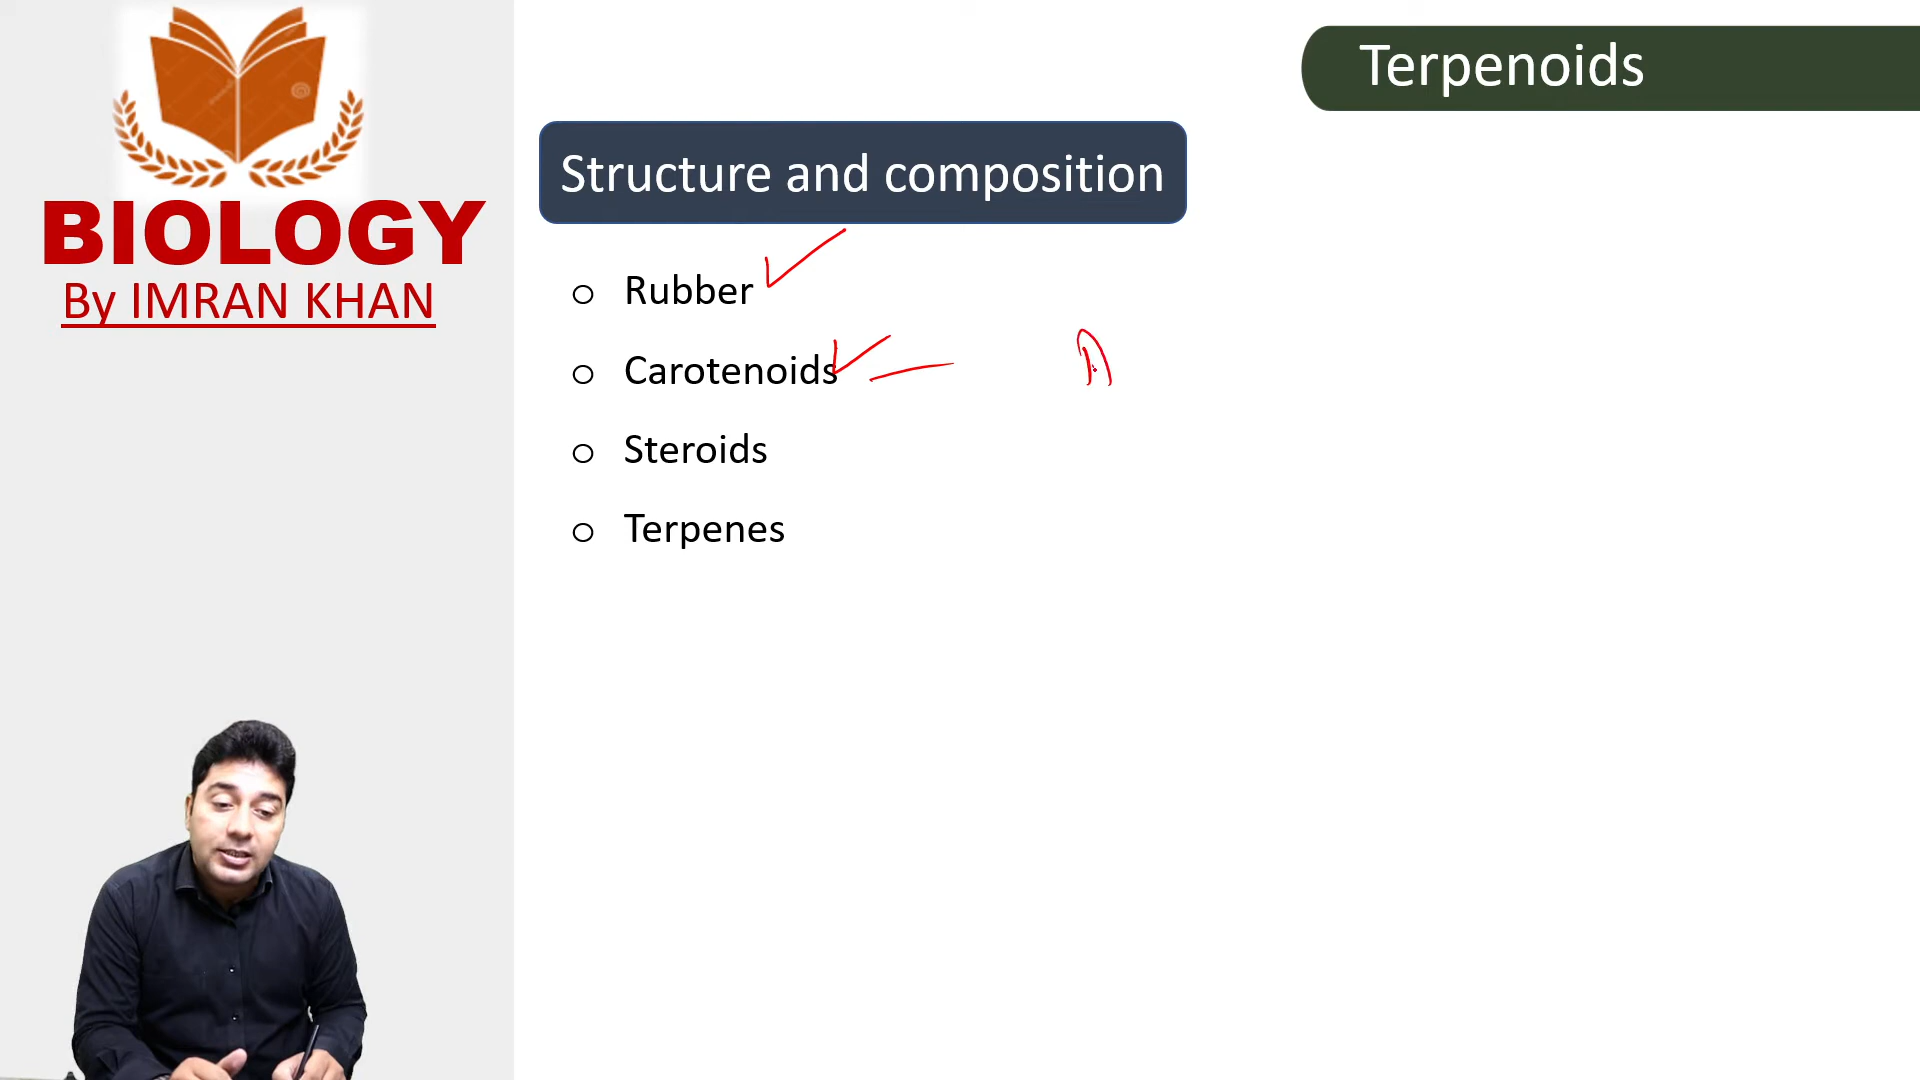 BIOLOGY
By IMRAN KHAN
Terpenoids
Structure and composition
Rubber
Carotenoids
Steroids
Terpenes